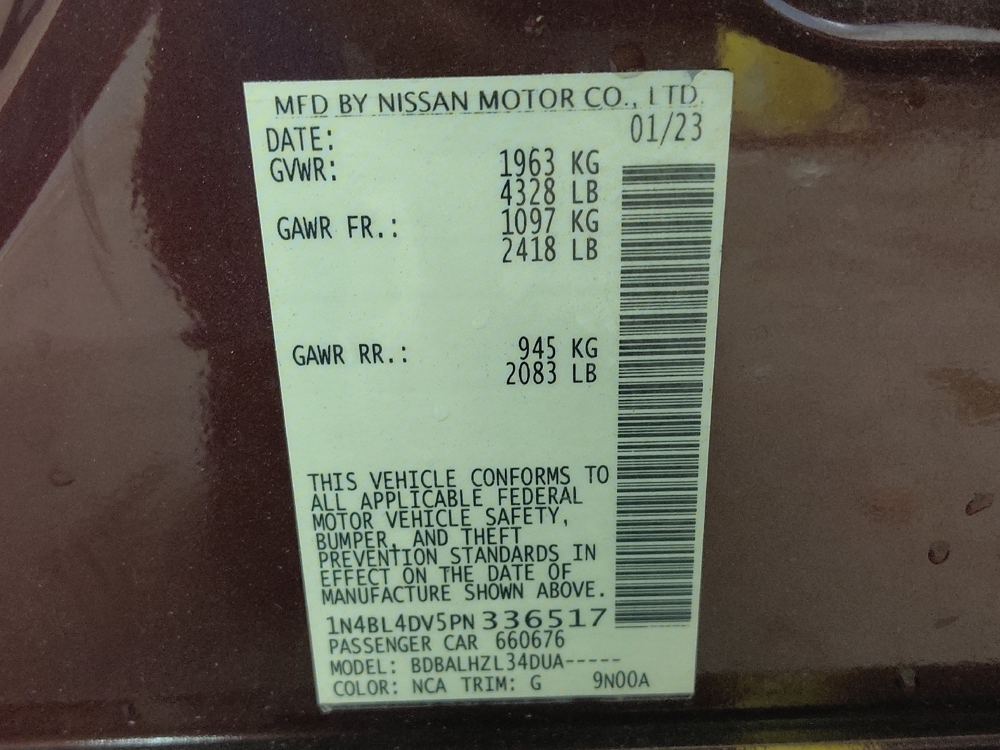 MFD BY NISSAN MOTOR CO., LTD.
DATE: 01/23
GVWR: 1963 KG
4328 LB
GAWR FR.: 1097 KG
2418 LB
GAWR RR.: 945 KG
2083 LB
THIS VEHICLE CONFORMS TO
ALL APPLICABLE FEDERAL
MOTOR VEHICLE SAFETY,
BUMPER, AND THEFT
PREVENTION STANDARDS IN
EFFECT ON THE DATE OF
MANUFACTURE SHOWN ABOVE.
1N4BL4DV5PN336517
PASSENGER CAR 660676
MODEL: BDBALHZL34DUA-----
COLOR: NCA TRIM: G 9N00A